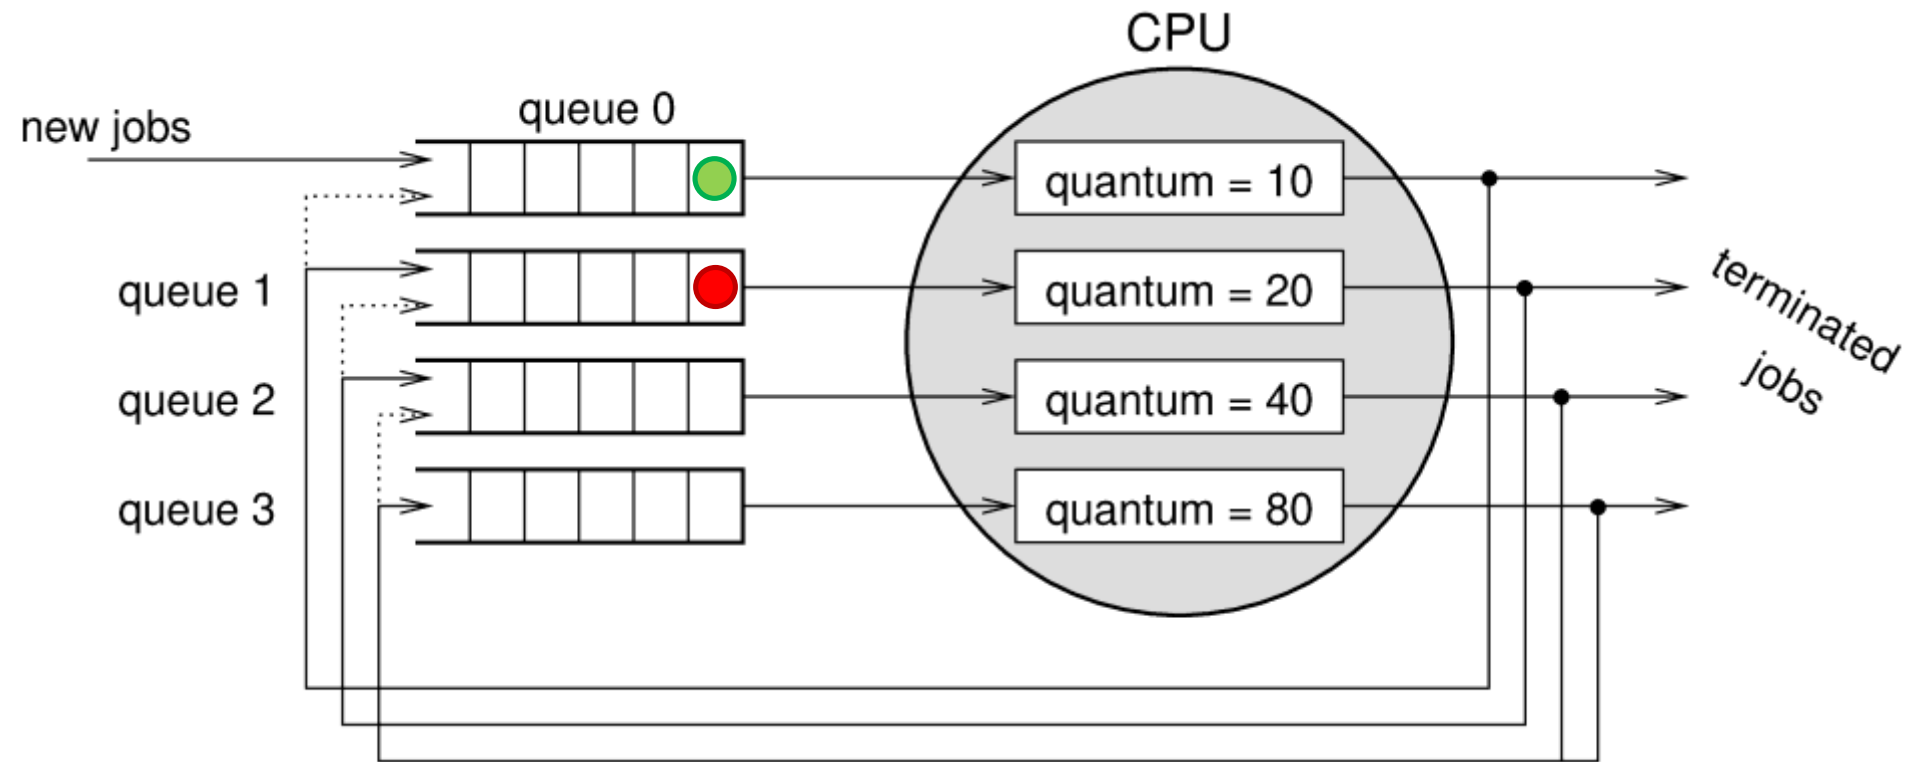 CPU
new jobs
queue 0
quantum = 10
queue 1
quantum = 20
terminated
jobs
queue 2
quantum = 40
queue 3
quantum = 80